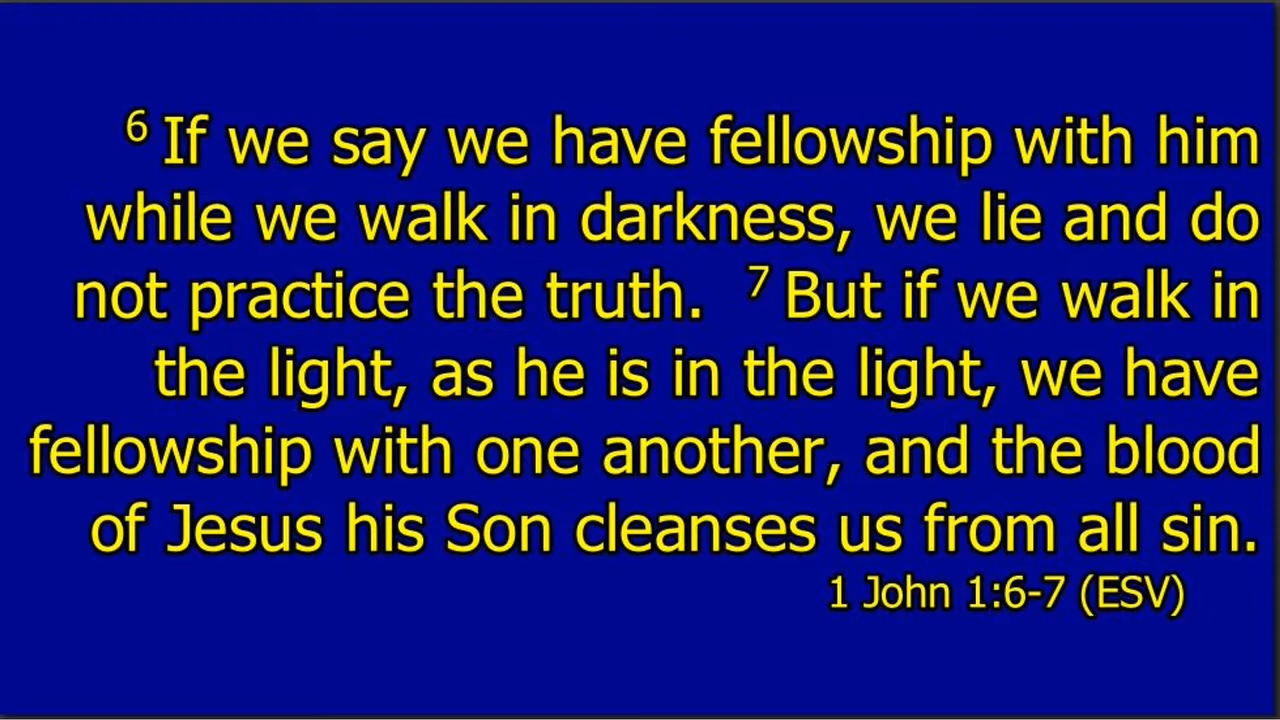 6 If we say we have fellowship with him
while we walk in darkness, we lie and do
not practice the truth. 7 But if we walk in
the light, as he is in the light, we have
fellowship with one another, and the blood
of Jesus his Son cleanses us from all sin.
1 John 1:6-7 (ESV)